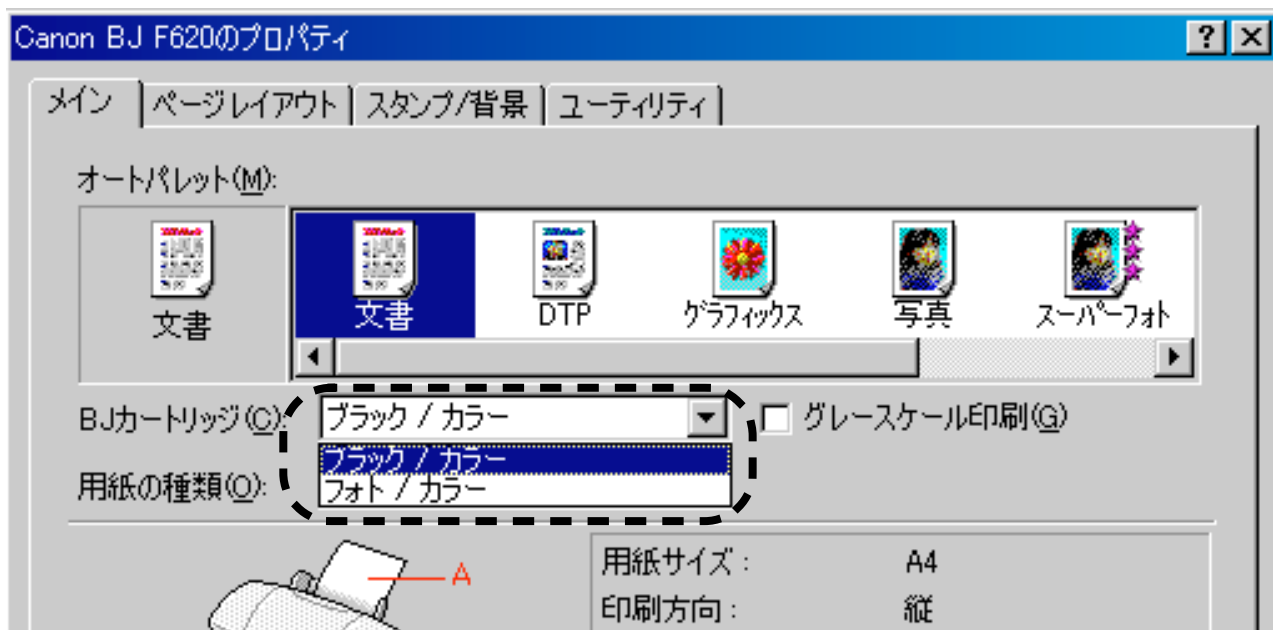 Canon BJ F620のプロパティ
メイン ページレイアウト スタンプ/背景 ユーティリティ
オートパレット(M):
文書 文書 DTP グラフィックス 写真 スーパーフォト
BJカートリッジ(C): ブラック / カラー グレースケール印刷(G)
ブラック / カラー
用紙の種類(O): フォト / カラー
A
用紙サイズ : A4
印刷方向 : 縦